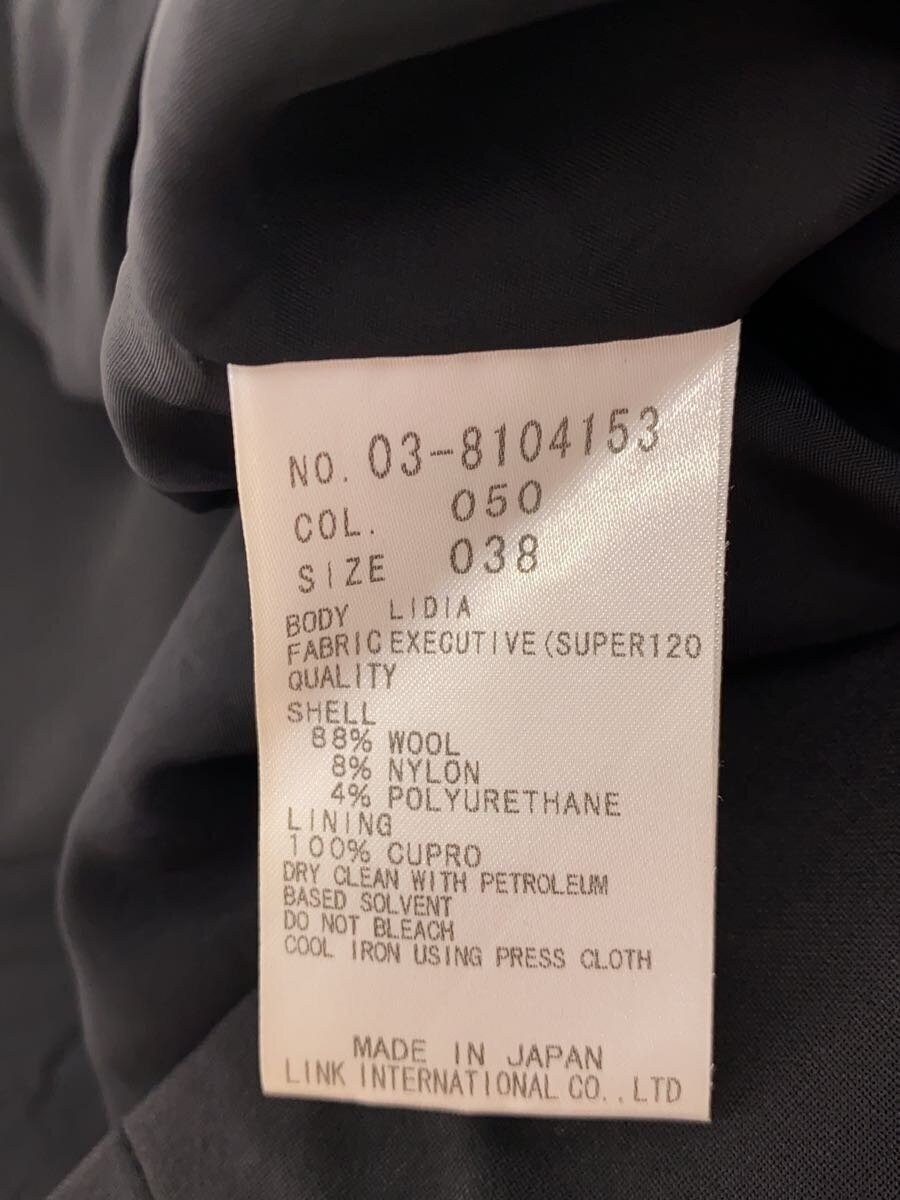 NO. 03-8104153
COL. 050
SIZE 038
BODY LIDIA
FABRIC EXECUTIVE(SUPER120
QUALITY
SHELL
88% WOOL
8% NYLON
4% POLYURETHANE
LINING
100% CUPRO
DRY CLEAN WITH PETROLEUM
BASED SOLVENT
DO NOT BLEACH
COOL IRON USING PRESS CLOTH
MADE IN JAPAN
LINK INTERNATIONAL CO.,LTD